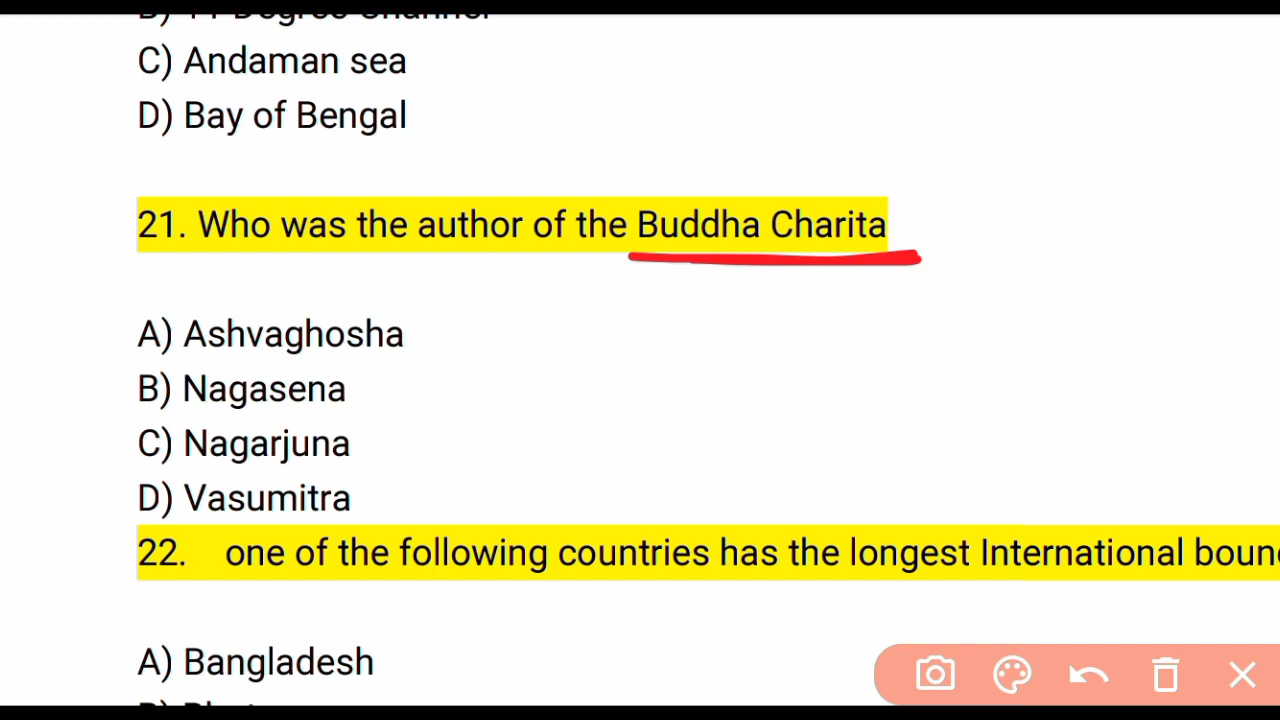 C) Andaman sea
D) Bay of Bengal
21. Who was the author of the Buddha Charita
A) Ashvaghosha
B) Nagasena
C) Nagarjuna
D) Vasumitra
22. one of the following countries has the longest International
A) Bangladesh